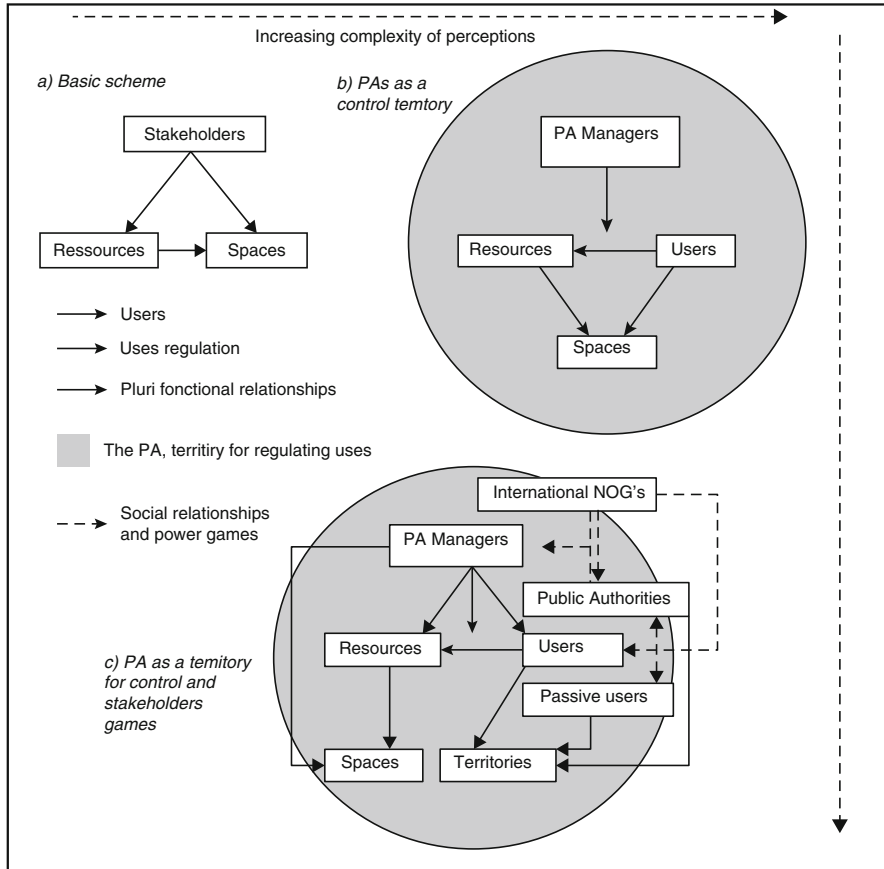 Increasing complexity of perceptions
a) Basic scheme
Stakeholders
Ressources
Spaces
b) PAs as a
control temtory
PA Managers
Resources
Users
Spaces
Users
Uses regulation
Pluri fonctional relationships
The PA, territiry for regulating uses
Social relationships
and power games
c) PA as a temitory
for control and
stakeholders
games
International NOG's
PA Managers
Public Authorities
Resources
Users
Passive users
Spaces
Territories